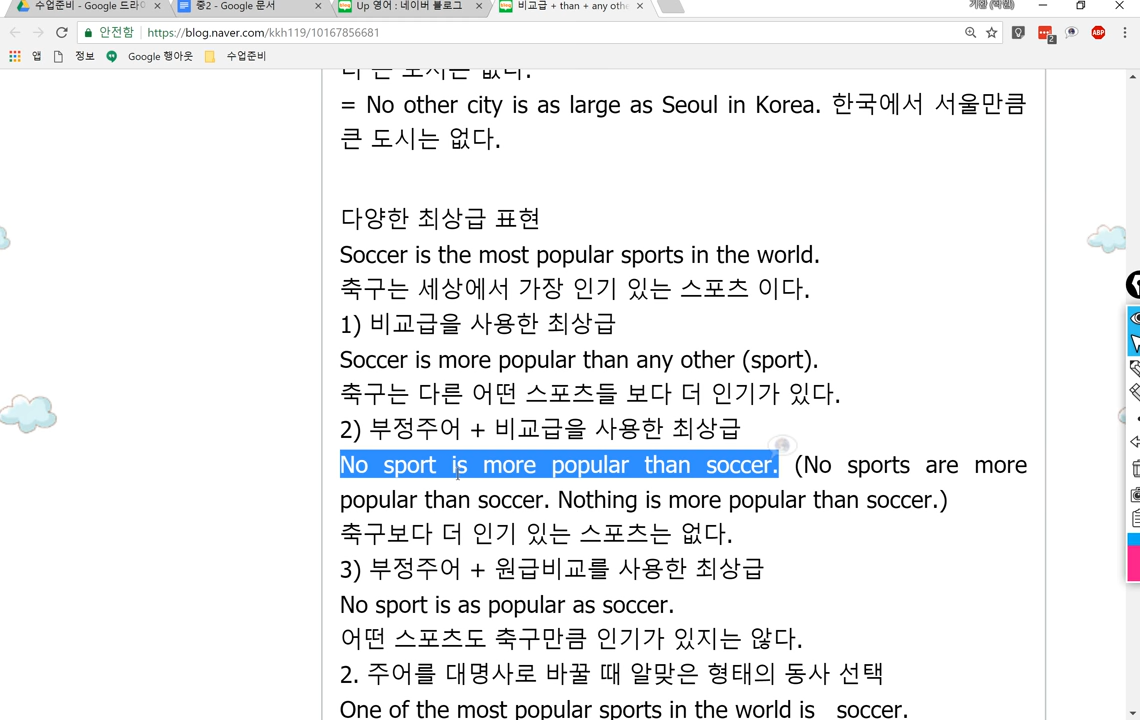 수업준비 - Google 드라이
중2 - Google 문서
Up 영어 : 네이버 블로그
비교급 + than + any othe
안전함
https://blog.naver.com/kkh119/10167856681
2
ABP
앱
정보
Google 행아웃
수업준비
더 큰 도시는 없다.
= No other city is as large as Seoul in Korea. 한국에서 서울만큼
큰 도시는 없다.
다양한 최상급 표현
Soccer is the most popular sports in the world.
축구는 세상에서 가장 인기 있는 스포츠 이다.
1) 비교급을 사용한 최상급
Soccer is more popular than any other (sport).
축구는 다른 어떤 스포츠들 보다 더 인기가 있다.
2) 부정주어 + 비교급을 사용한 최상급
No sport is more popular than soccer. (No sports are more
popular than soccer. Nothing is more popular than soccer.)
축구보다 더 인기 있는 스포츠는 없다.
3) 부정주어 + 원급비교를 사용한 최상급
No sport is as popular as soccer.
어떤 스포츠도 축구만큼 인기가 있지는 않다.
2. 주어를 대명사로 바꿀 때 알맞은 형태의 동사 선택
One of the most popular sports in the world is soccer.